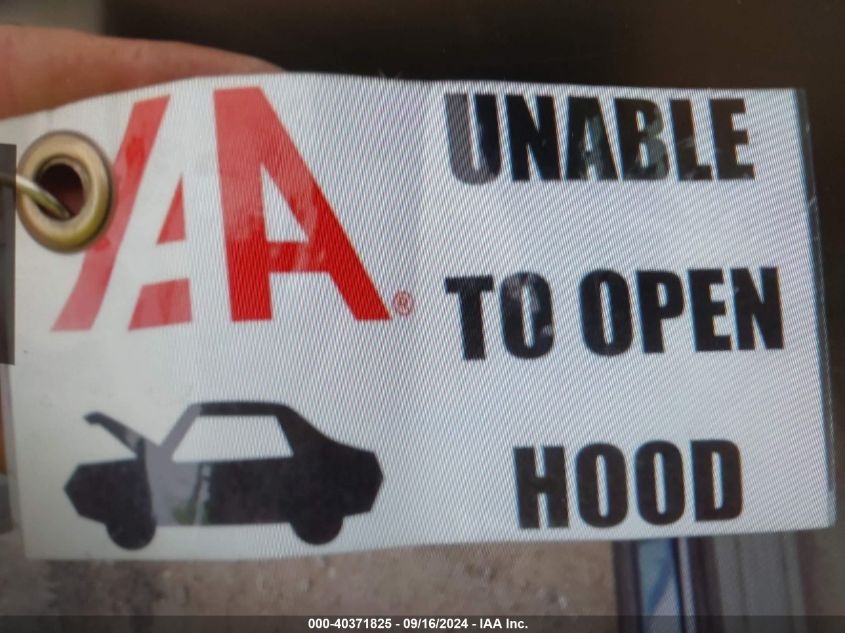 IAA®
UNABLE
TO OPEN
HOOD
000-40371825 - 09/16/2024 - IAA Inc.